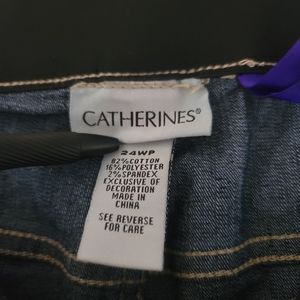 CATHERINES®
24WP
82%COTTON
16%POLYESTER
2%SPANDEX
EXCLUSIVE OF
DECORATION
MADE IN
CHINA
SEE REVERSE
FOR CARE